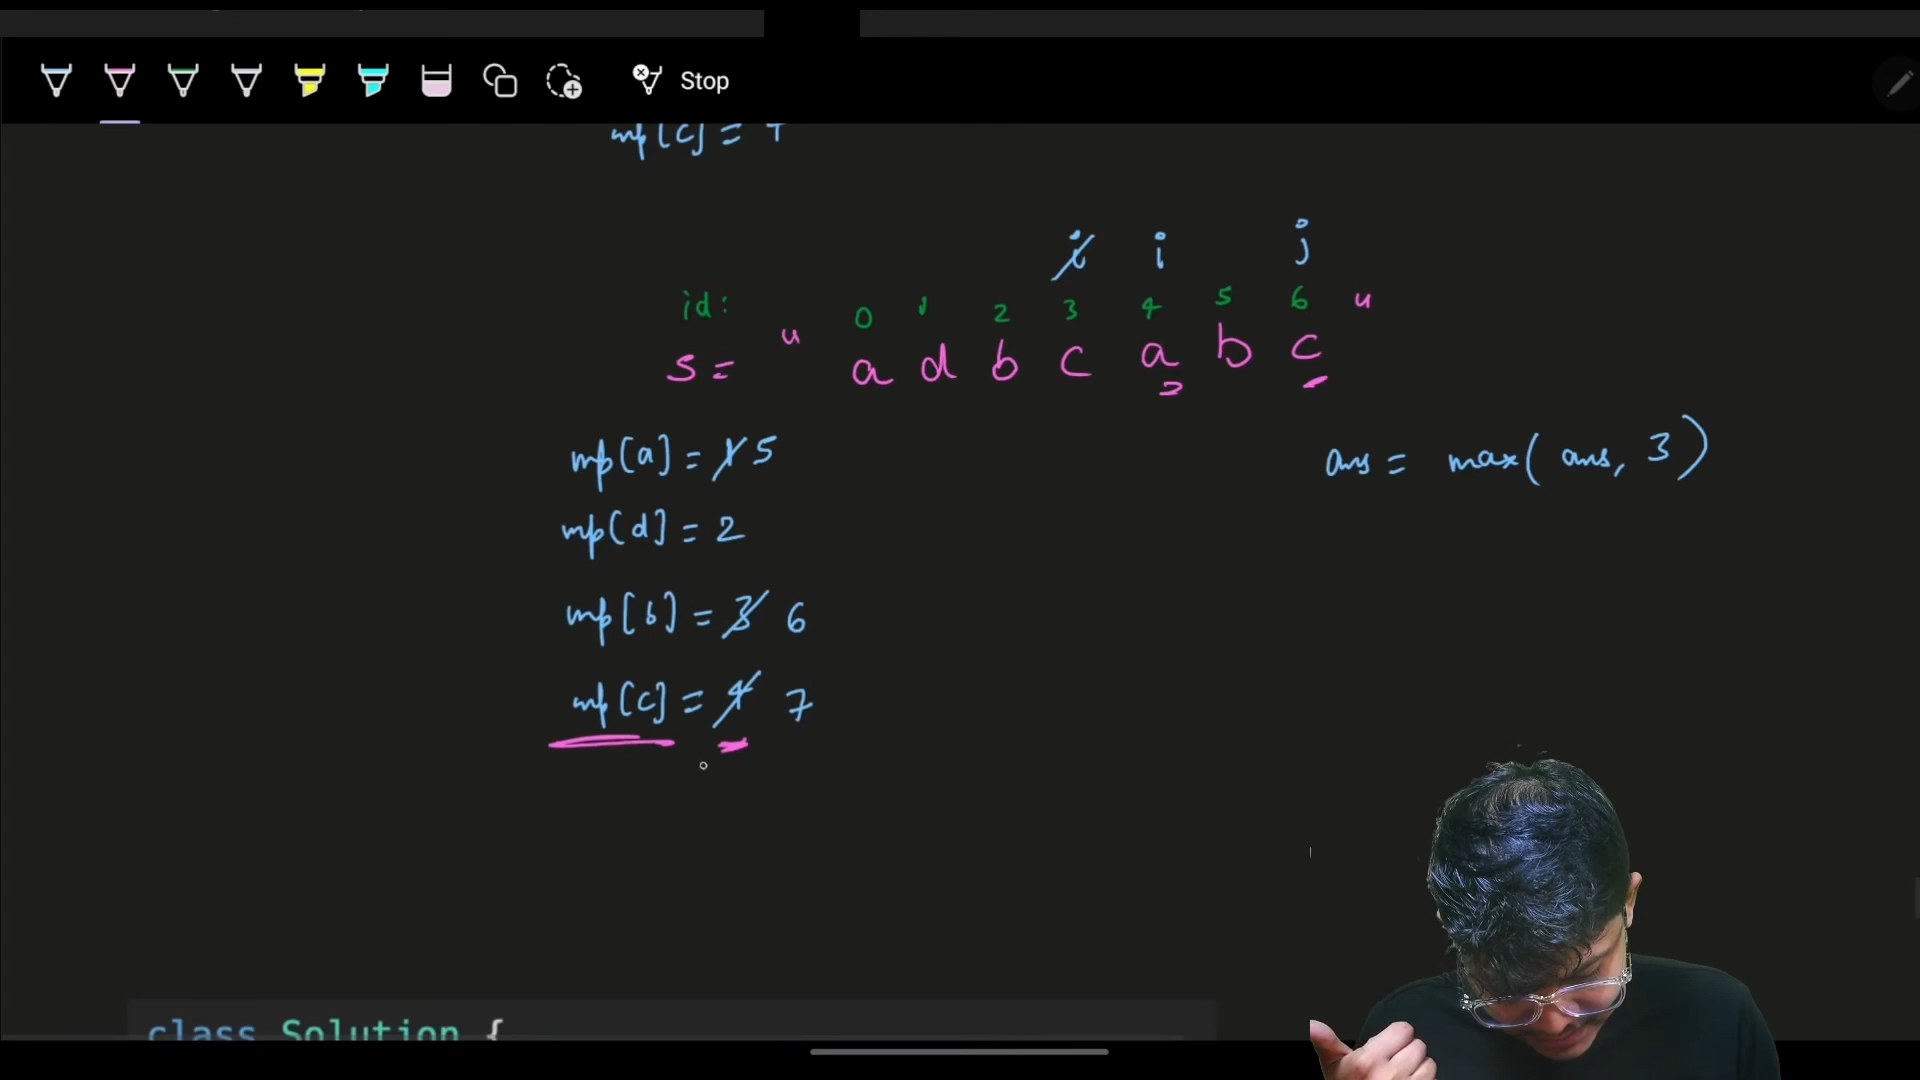 Stop
mp[c] = 4
i i j
id: 0 1 2 3 4 5 6
s = " a d b c a b c "
mp[a] = 1 5
ans = max( ans, 3 )
mp[d] = 2
mp[b] = 3 6
mp[c] = 4 7
class Solution {